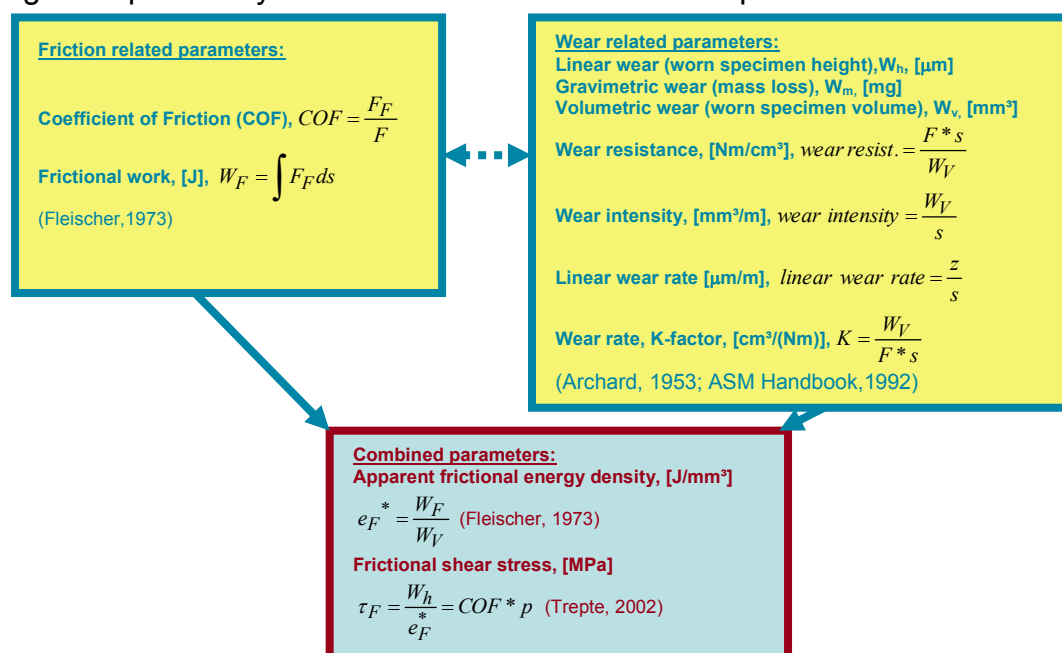 Friction related parameters:
Coefficient of Friction (COF), COF = F_F / F
Frictional work, [J], W_F = ∫ F_F ds
(Fleischer,1973)
Wear related parameters:
Linear wear (worn specimen height),W_h, [µm]
Gravimetric wear (mass loss), W_m, [mg]
Volumetric wear (worn specimen volume), W_v, [mm³]
Wear resistance, [Nm/cm³], wear resist. = F * s / W_V
Wear intensity, [mm³/m], wear intensity = W_V / s
Linear wear rate [µm/m], linear wear rate = z / s
Wear rate, K-factor, [cm³/(Nm)], K = W_V / F * s
(Archard, 1953; ASM Handbook,1992)
Combined parameters:
Apparent frictional energy density, [J/mm³]
e_F* = W_F / W_V (Fleischer, 1973)
Frictional shear stress, [MPa]
τ_F = W_h / e_F* = COF * p (Trepte, 2002)